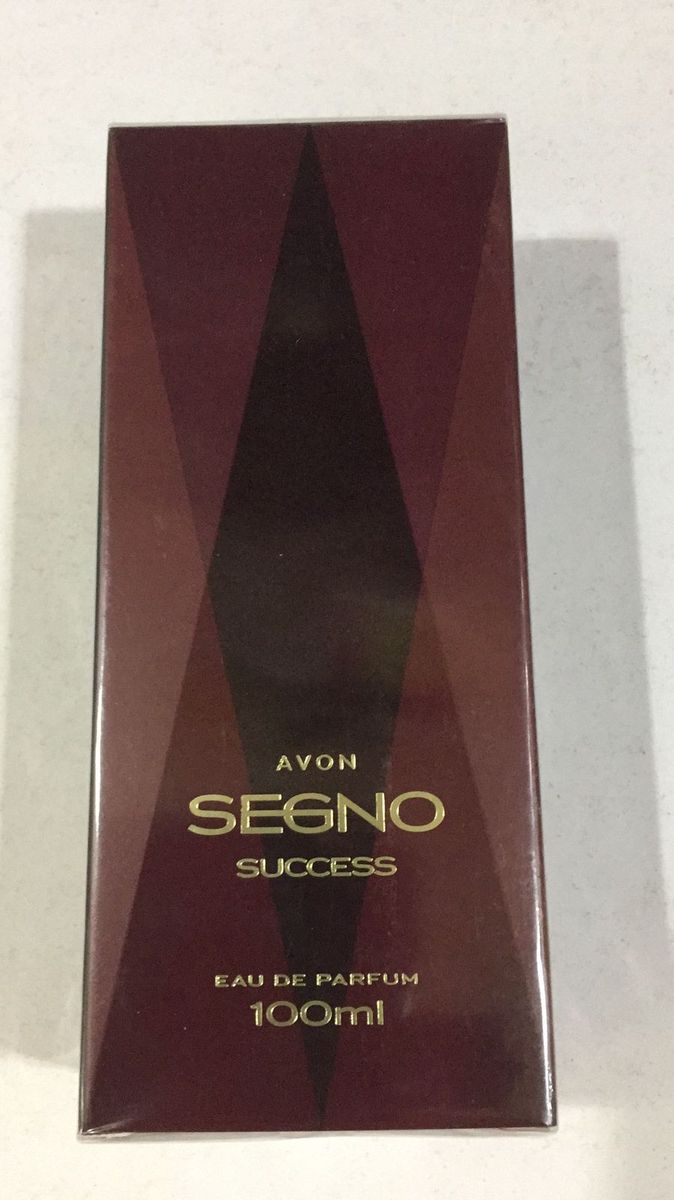 AVON
SEGNO
SUCCESS
EAU DE PARFUM
100ml